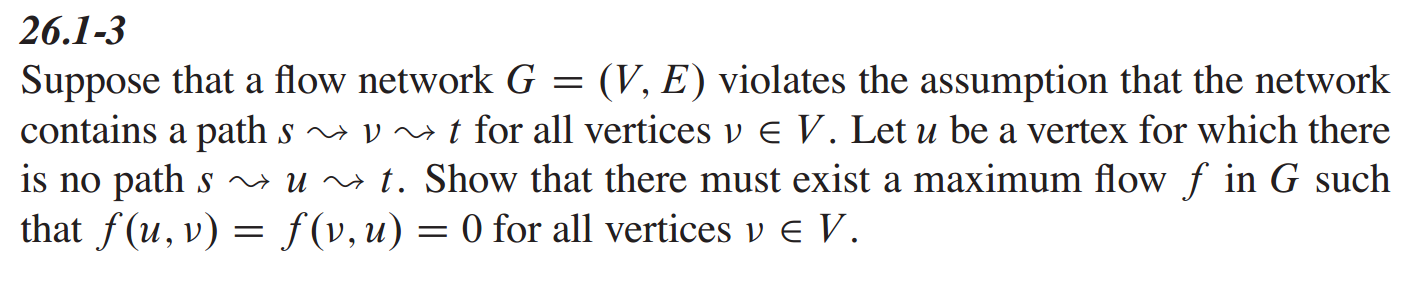 26.1-3
Suppose that a flow network G = (V, E) violates the assumption that the network
contains a path s ⇝ v ⇝ t for all vertices v ∈ V. Let u be a vertex for which there
is no path s ⇝ u ⇝ t. Show that there must exist a maximum flow f in G such
that f(u, v) = f(v, u) = 0 for all vertices v ∈ V.